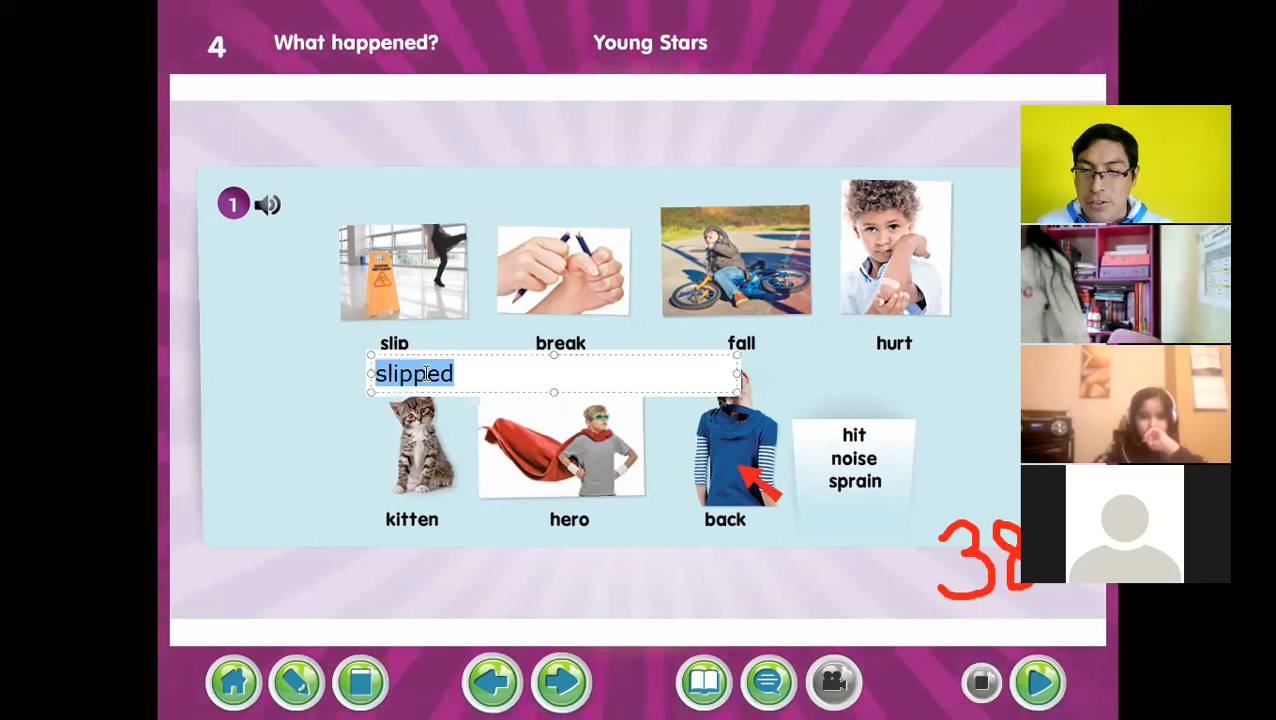 4 What happened? Young Stars
1
slip break fall hurt
slipped
kitten hero back
hit
noise
sprain
38